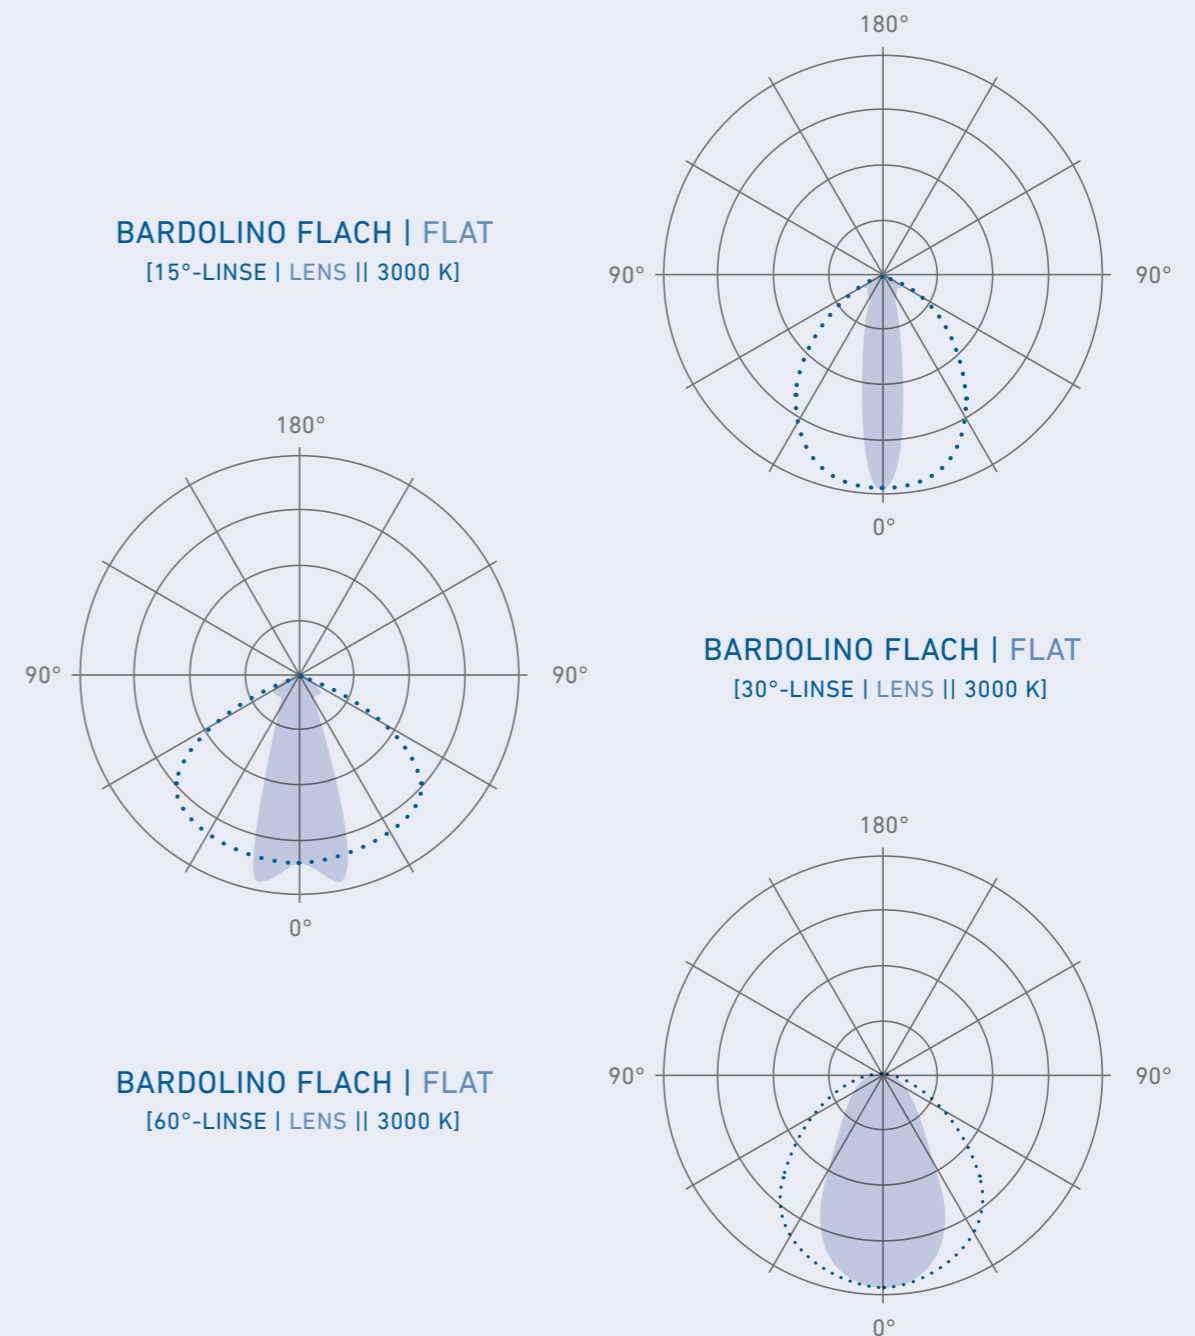 180°
BARDOLINO FLACH | FLAT
[15°-LINSE | LENS || 3000 K]
90°
90°
0°
180°
90°
90°
0°
BARDOLINO FLACH | FLAT
[30°-LINSE | LENS || 3000 K]
180°
BARDOLINO FLACH | FLAT
[60°-LINSE | LENS || 3000 K]
90°
90°
0°